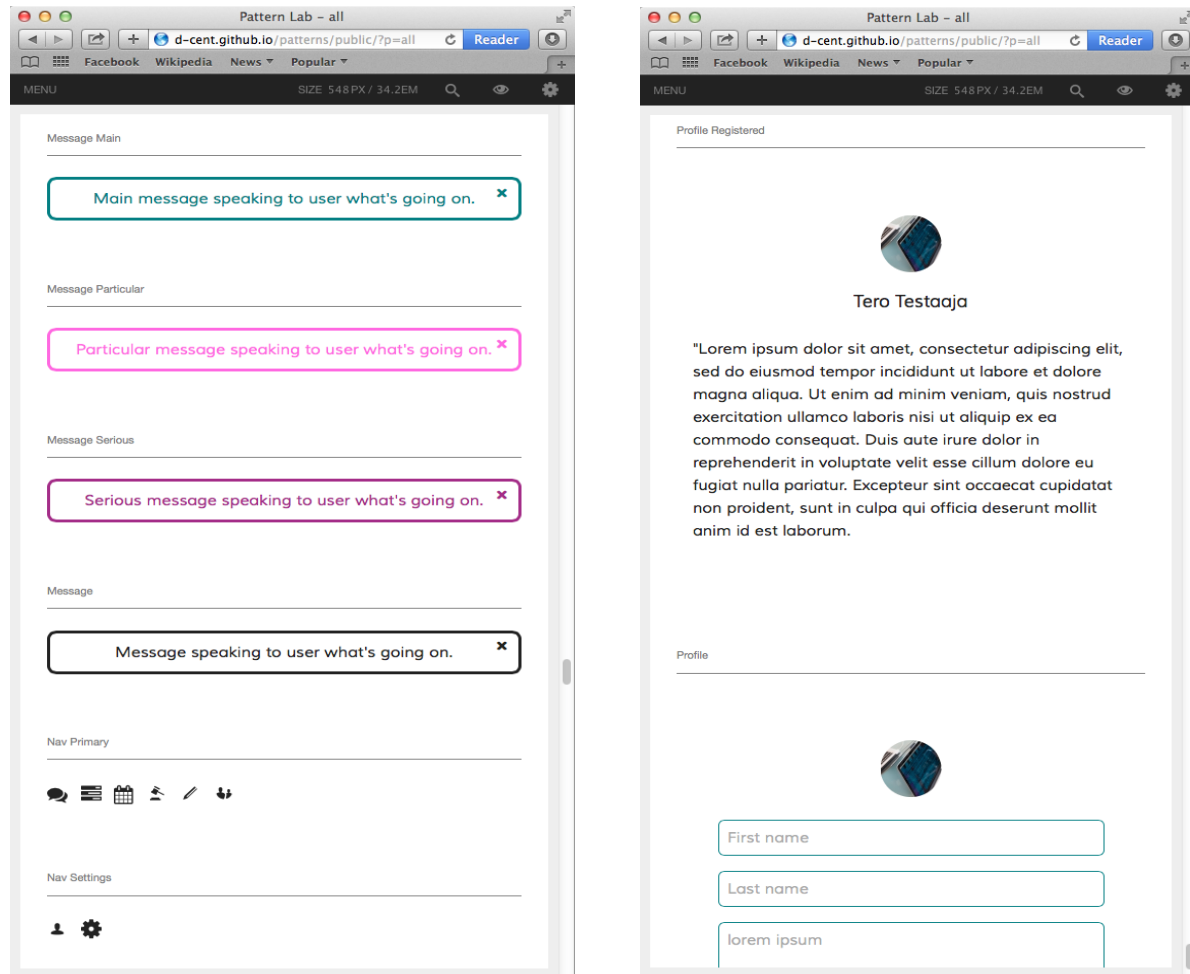 Pattern Lab – all
d-cent.github.io/patterns/public/?p=all
Reader
Facebook Wikipedia News Popular
MENU SIZE 548PX / 34.2EM
Message Main
Main message speaking to user what's going on.
Message Particular
Particular message speaking to user what's going on.
Message Serious
Serious message speaking to user what's going on.
Message
Message speaking to user what's going on.
Nav Primary
Nav Settings
Pattern Lab – all
d-cent.github.io/patterns/public/?p=all
Reader
Facebook Wikipedia News Popular
MENU SIZE 548PX / 34.2EM
Profile Registered
Tero Testaaja
"Lorem ipsum dolor sit amet, consectetur adipiscing elit,
sed do eiusmod tempor incididunt ut labore et dolore
magna aliqua. Ut enim ad minim veniam, quis nostrud
exercitation ullamco laboris nisi ut aliquip ex ea
commodo consequat. Duis aute irure dolor in
reprehenderit in voluptate velit esse cillum dolore eu
fugiat nulla pariatur. Excepteur sint occaecat cupidatat
non proident, sunt in culpa qui officia deserunt mollit
anim id est laborum.
Profile
First name
Last name
lorem ipsum